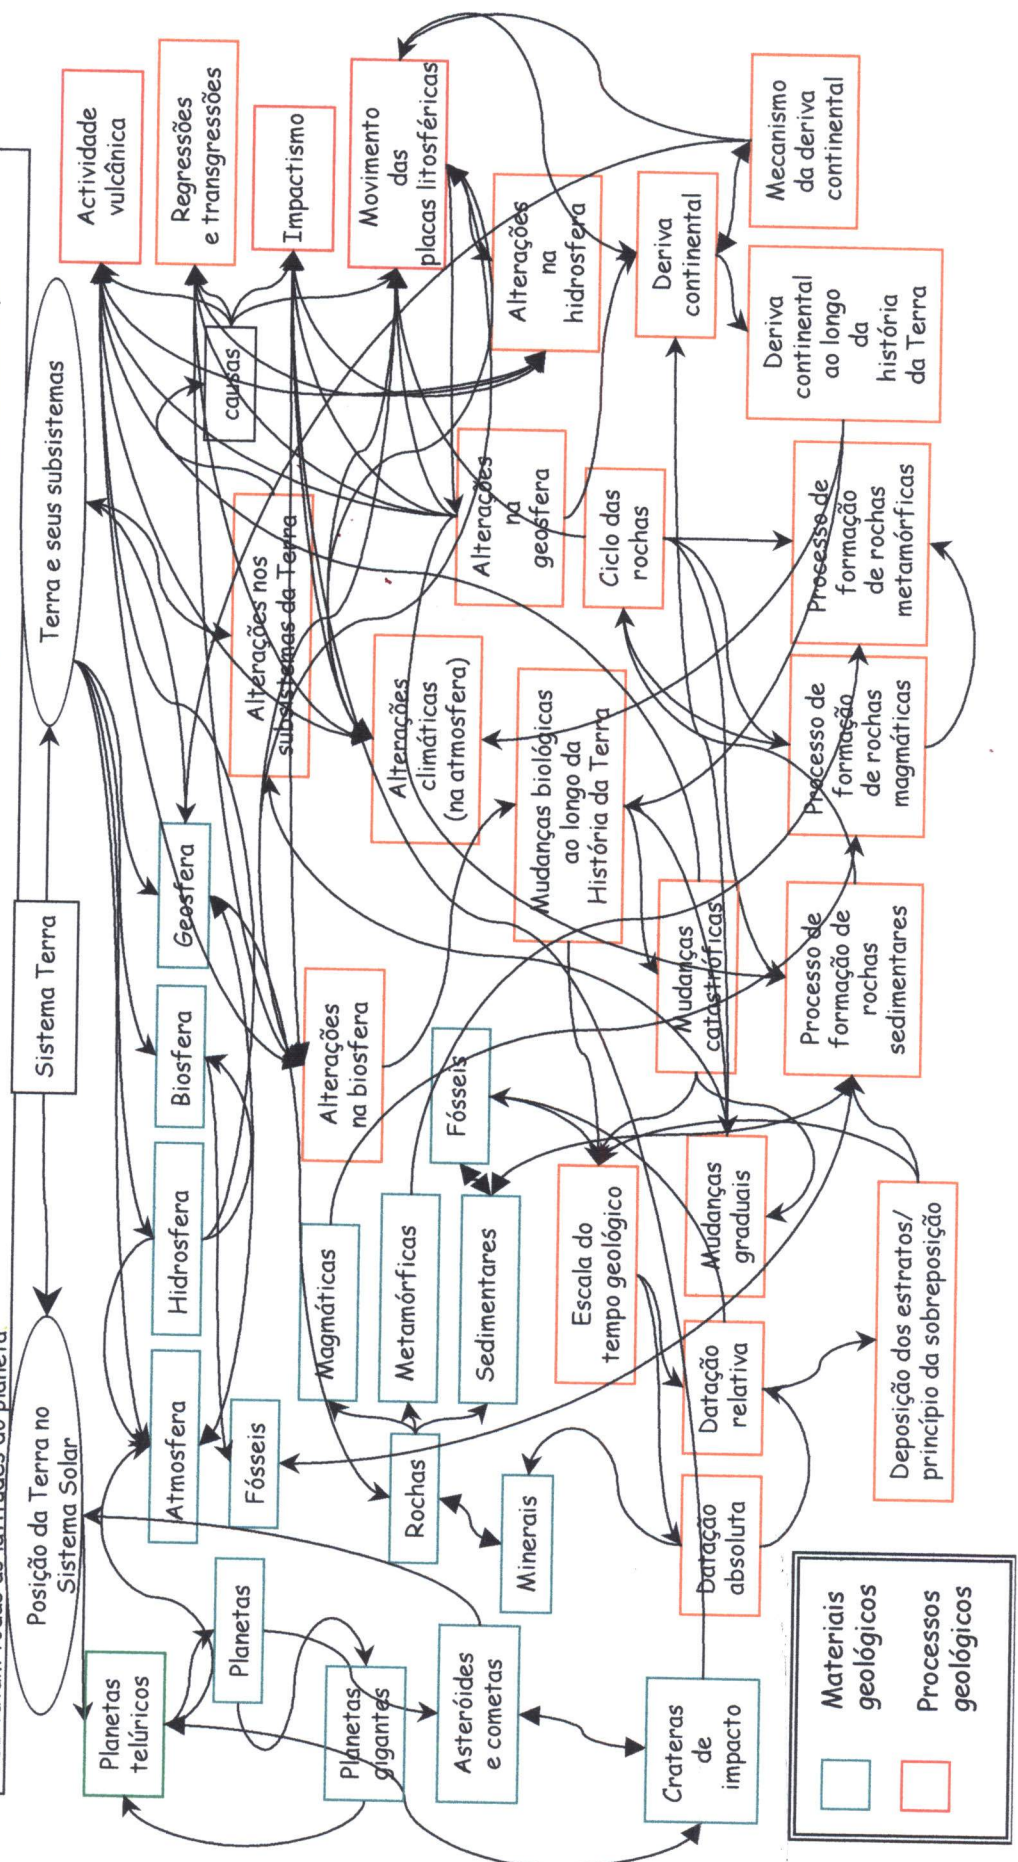 todas as latitudes do planeta
Posição da Terra no
Sistema Solar
Sistema Terra
Terra e seus subsistemas
Planetas
telúricos
Atmosfera
Hidrosfera
Biosfera
Geosfera
Actividade
vulcânica
Planetas
Fósseis
Alterações nos
subsistemas da Terra
causas
Regressões
e transgressões
Impactismo
Planetas
gigantes
Magmáticas
Alterações
na biosfera
Alterações
climáticas
(na atmosfera)
Movimento
das
placas litosféricas
Rochas
Metamórficas
Asteróides
e cometas
Sedimentares
Fósseis
Alterações
na
geosfera
Alterações
na
hidrosfera
Minerais
Escala do
tempo geológico
Mudanças biológicas
ao longo da
História da Terra
Ciclo das
rochas
Deriva
continental
Crateras
de
impacto
Datação
absoluta
Datação
relativa
Mudanças
graduais
Mudanças
catastróficas
Processo de
formação de
rochas
sedimentares
Processo de
formação
de rochas
magmáticas
Processo de
formação
de rochas
metamórficas
Deriva
continental
ao longo
da
história
da Terra
Mecanismo
da deriva
continental
Deposição dos estratos/
princípio da sobreposição
Materiais
geológicos
Processos
geológicos